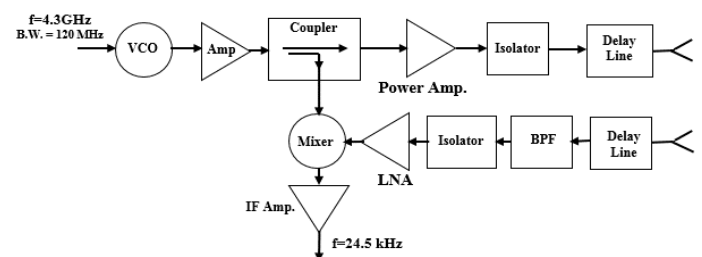 f=4.3GHz
B.W. = 120 MHz
VCO
Amp
Coupler
Power Amp.
Isolator
Delay
Line
Mixer
LNA
Isolator
BPF
Delay
Line
IF Amp.
f=24.5 kHz